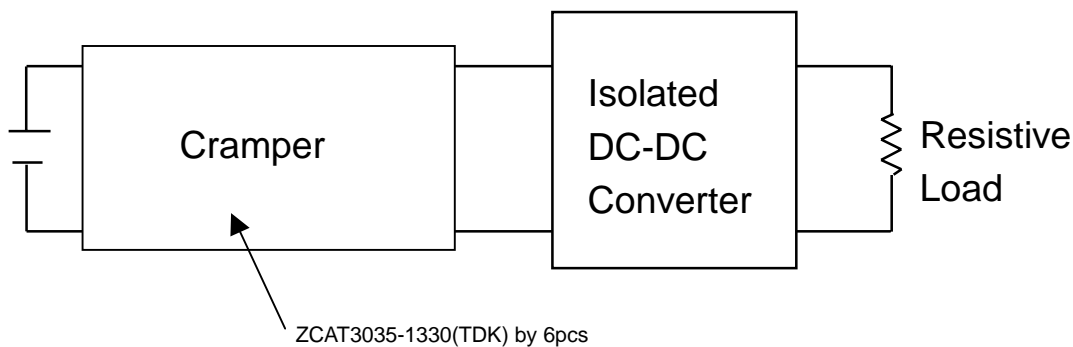 Cramper
Isolated
DC-DC
Converter
Resistive
Load
ZCAT3035-1330(TDK) by 6pcs